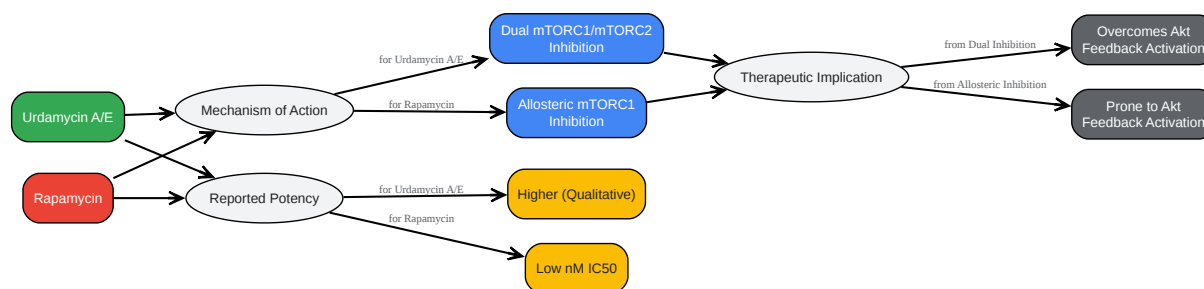 Dual mTORC1/mTORC2
Inhibition
for Urdamycin A/E
Overcomes Akt
Feedback Activation
from Dual Inhibition
Therapeutic Implication
from Allosteric Inhibition
Urdamycin A/E
Mechanism of Action
for Rapamycin
Allosteric mTORC1
Inhibition
Prone to Akt
Feedback Activation
Rapamycin
Reported Potency
for Urdamycin A/E
Higher (Qualitative)
for Rapamycin
Low nM IC50